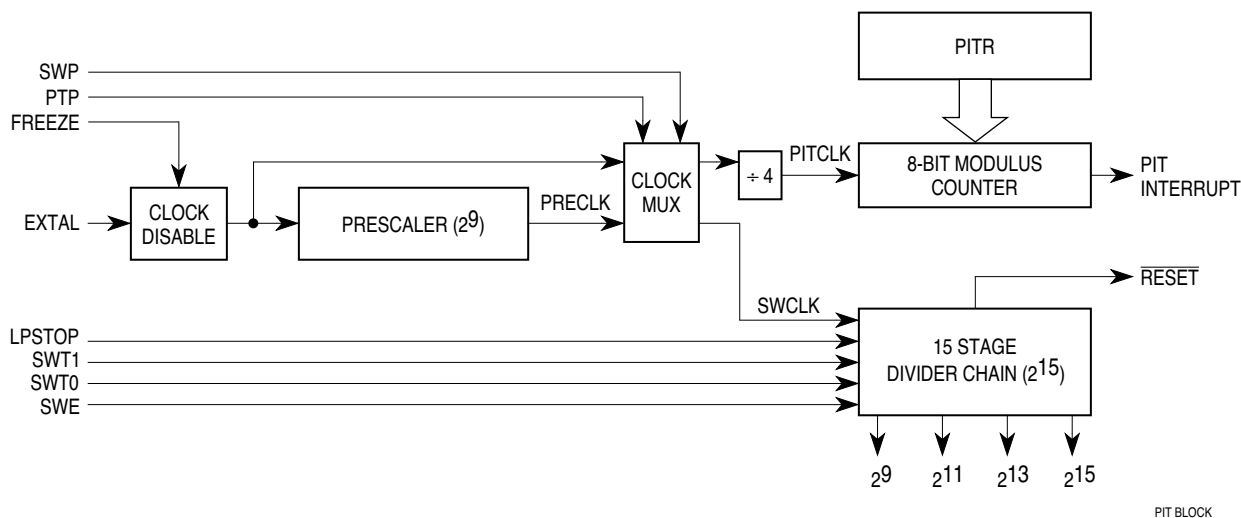 PITR
SWP
PTP
FREEZE
EXTAL
CLOCK
DISABLE
PRESCALER (2⁹)
PRECLK
CLOCK
MUX
÷ 4
PITCLK
8-BIT MODULUS
COUNTER
PIT
INTERRUPT
RESET
SWCLK
LPSTOP
SWT1
SWT0
SWE
15 STAGE
DIVIDER CHAIN (2¹⁵)
2⁹ 2¹¹ 2¹³ 2¹⁵
PIT BLOCK